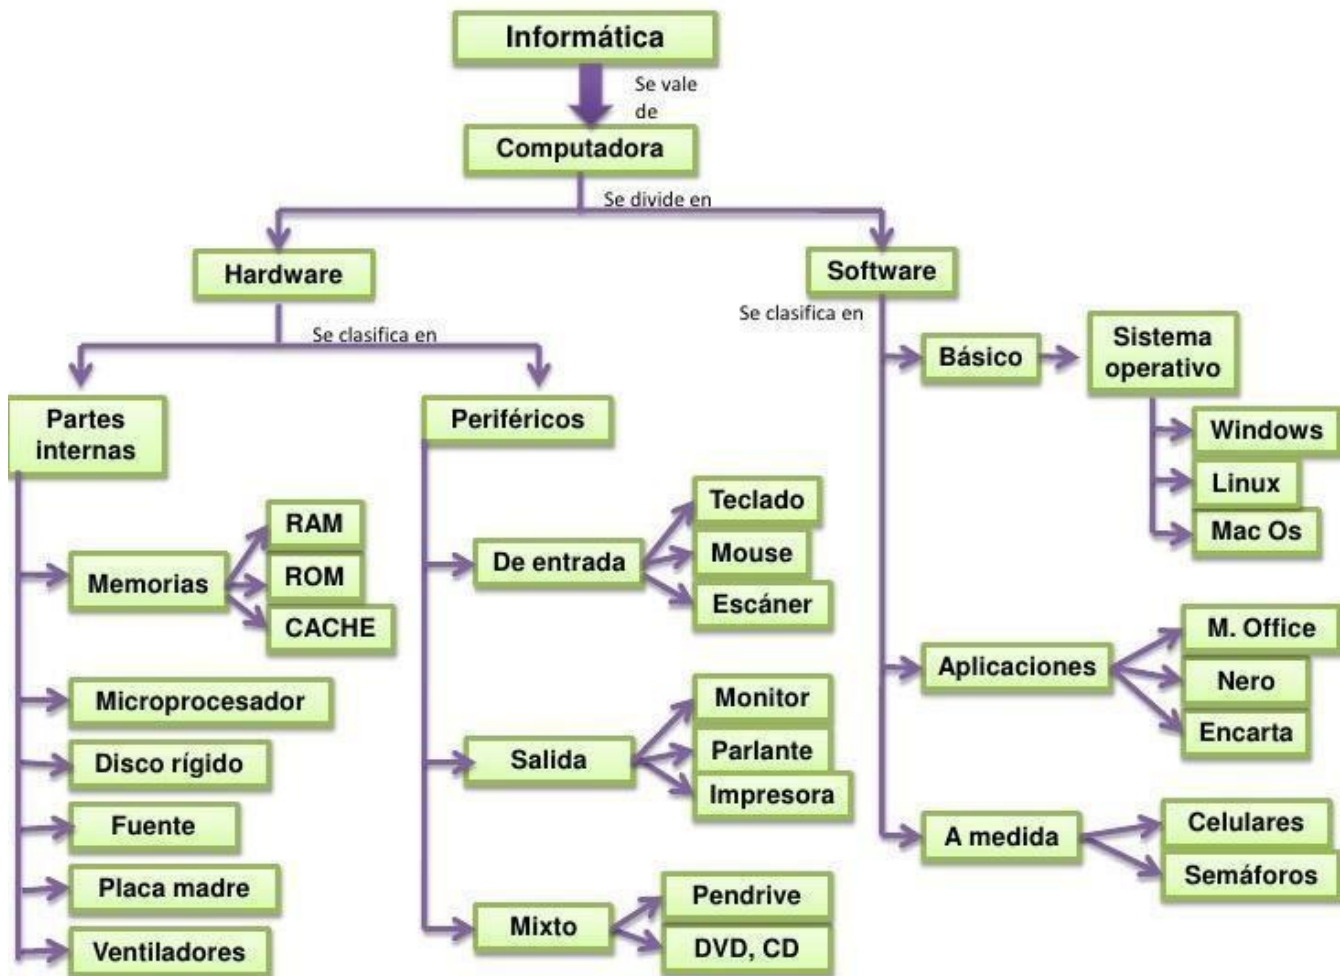 Informática
Se vale
de
Computadora
Se divide en
Hardware
Software
Se clasifica en
Se clasifica en
Partes
internas
Memorias
RAM
ROM
CACHE
Microprocesador
Disco rígido
Fuente
Placa madre
Ventiladores
Periféricos
De entrada
Teclado
Mouse
Escáner
Salida
Monitor
Parlante
Impresora
Mixto
Pendrive
DVD, CD
Básico
Sistema
operativo
Windows
Linux
Mac Os
Aplicaciones
M. Office
Nero
Encarta
A medida
Celulares
Semáforos